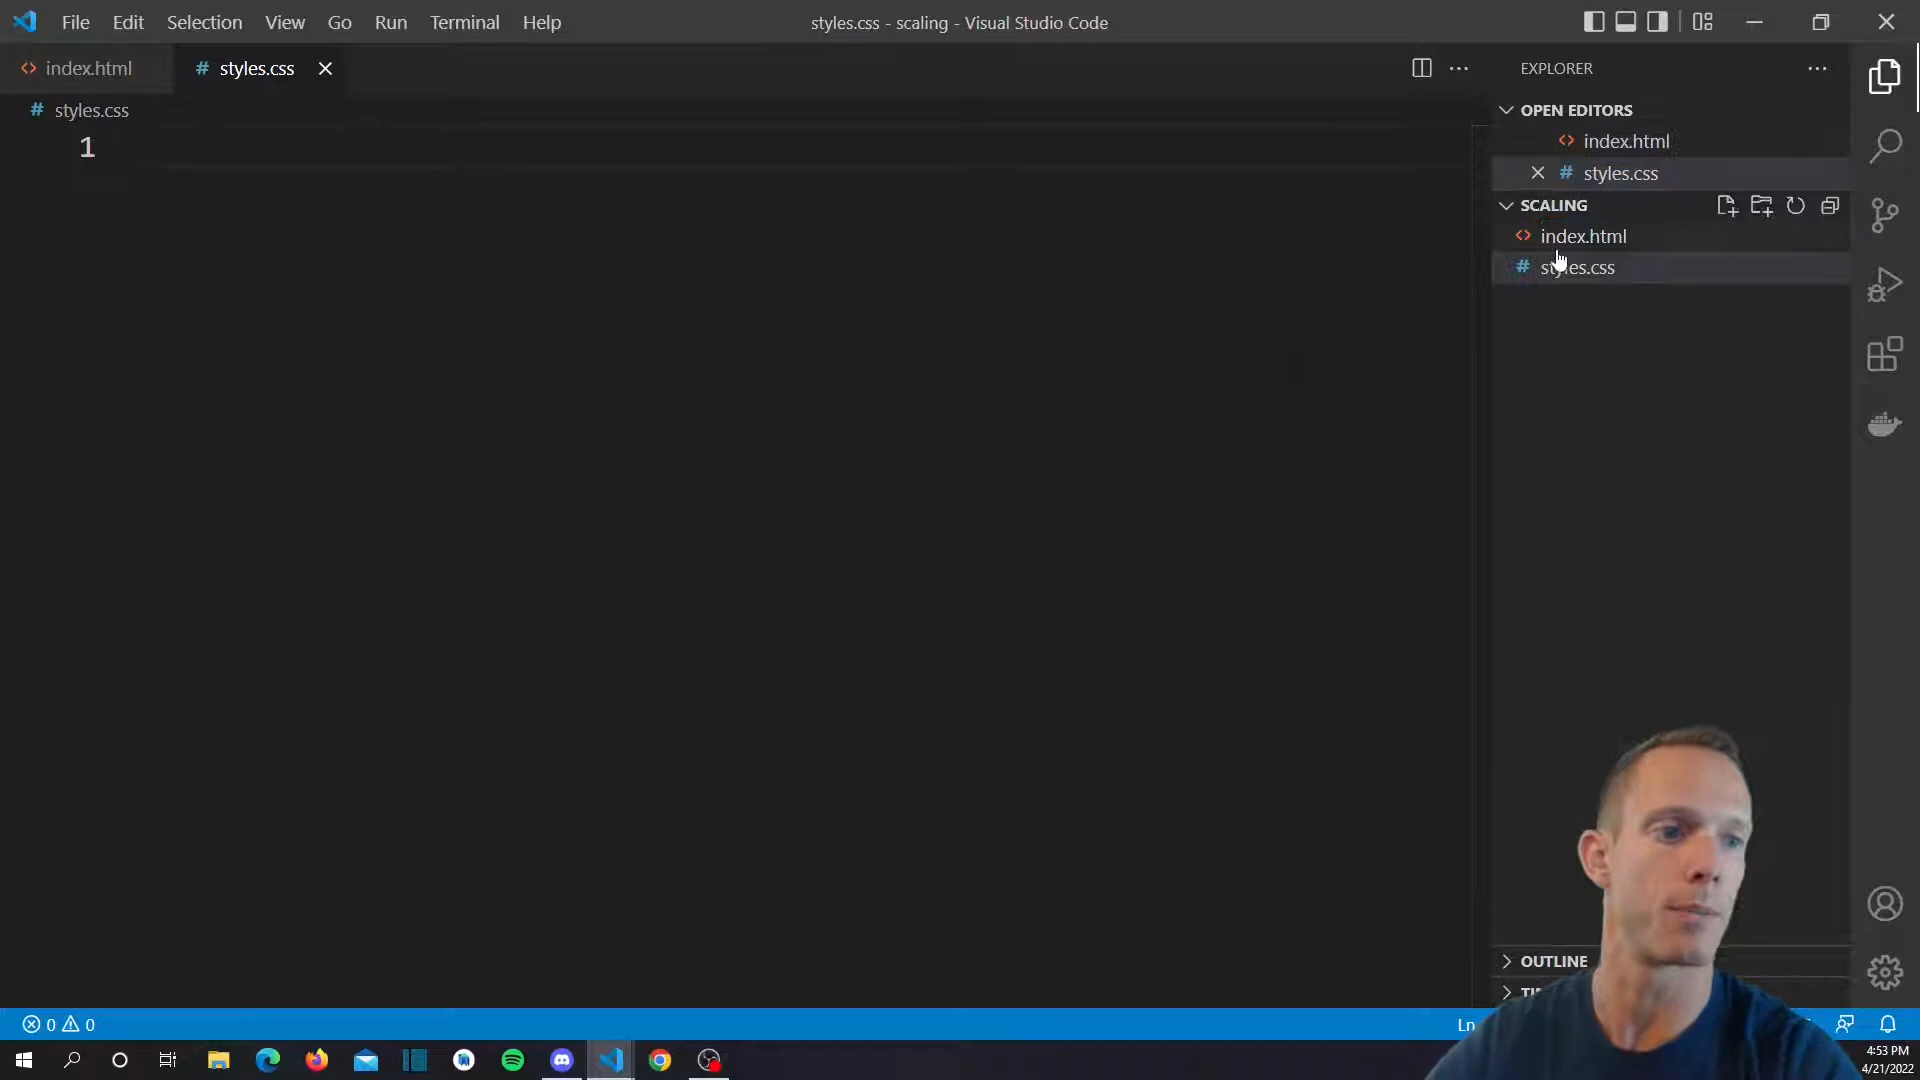 File Edit Selection View Go Run Terminal Help
styles.css - scaling - Visual Studio Code
index.html
styles.css
EXPLORER
styles.css
OPEN EDITORS
1
index.html
styles.css
SCALING
index.html
styles.css
OUTLINE
0 0
Ln
4:53 PM
4/21/2022